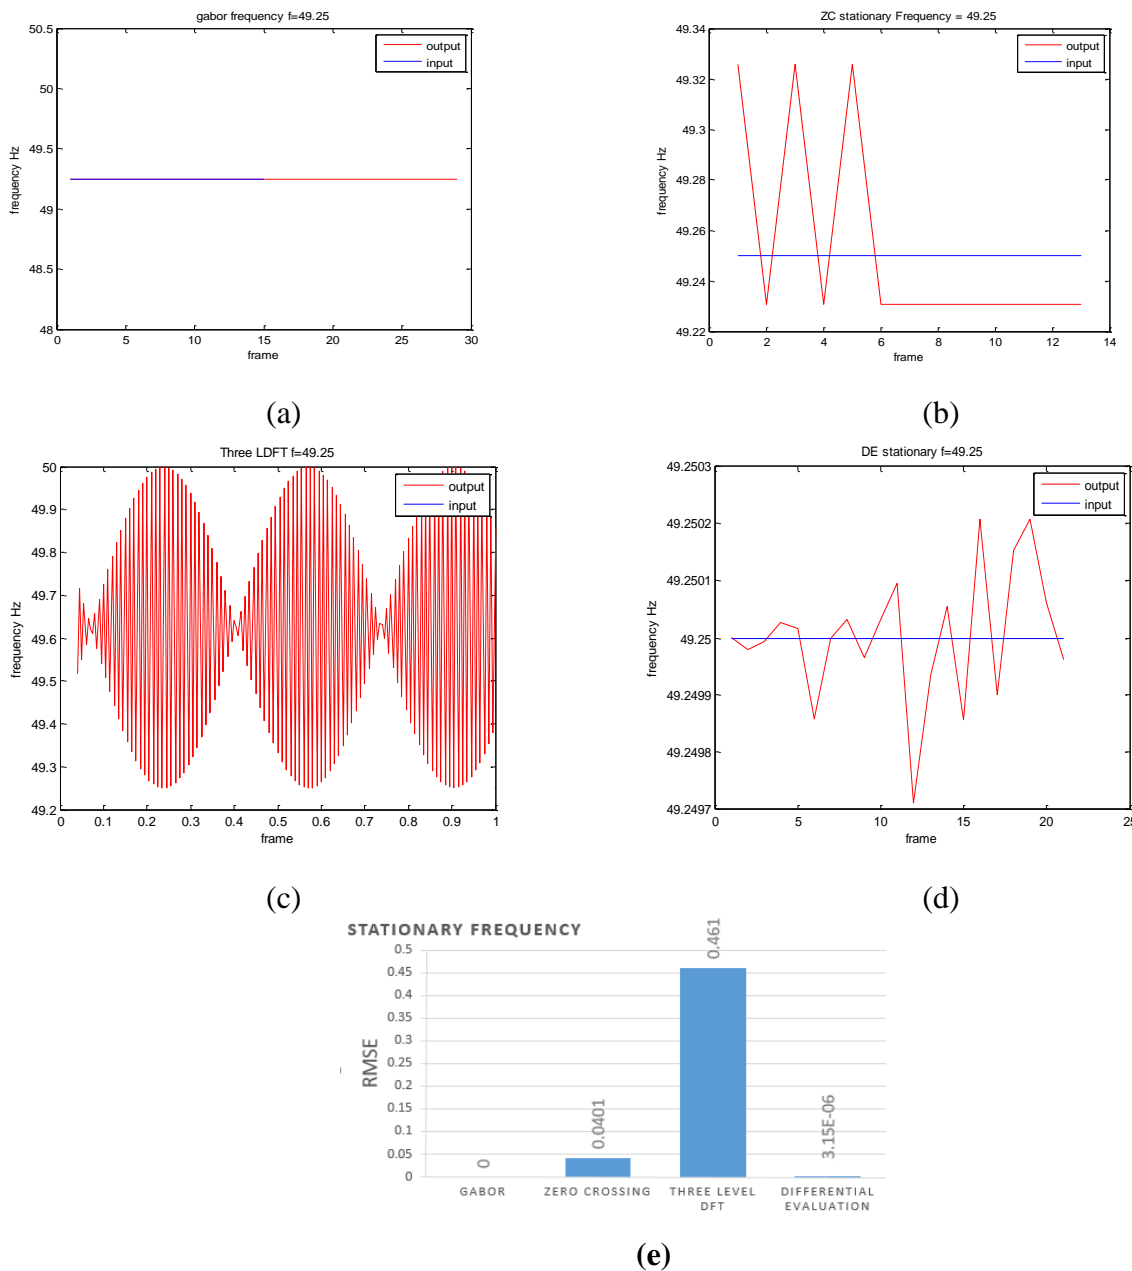 gabor frequency f=49.25
50.5
50
49.5
49
48.5
48
frequency Hz
output
input
0 5 10 15 20 25 30
frame
(a)
ZC stationary Frequency = 49.25
49.34
49.32
49.3
49.28
49.26
49.24
49.22
frequency Hz
output
input
0 2 4 6 8 10 12 14
frame
(b)
Three LDFT f=49.25
50
49.9
49.8
49.7
49.6
49.5
49.4
49.3
49.2
frequency Hz
output
input
0 0.1 0.2 0.3 0.4 0.5 0.6 0.7 0.8 0.9 1
frame
(c)
DE stationary f=49.25
49.2503
49.2502
49.2501
49.25
49.2499
49.2498
49.2497
frequency Hz
output
input
0 5 10 15 20 25
frame
(d)
STATIONARY FREQUENCY
0.5
0.45
0.4
0.35
0.3
0.25
0.2
0.15
0.1
0.05
0
RMSE
0
0.0401
0.461
3.15E-06
GABOR
ZERO CROSSING
THREE LEVEL
DFT
DIFFERENTIAL
EVALUATION
(e)